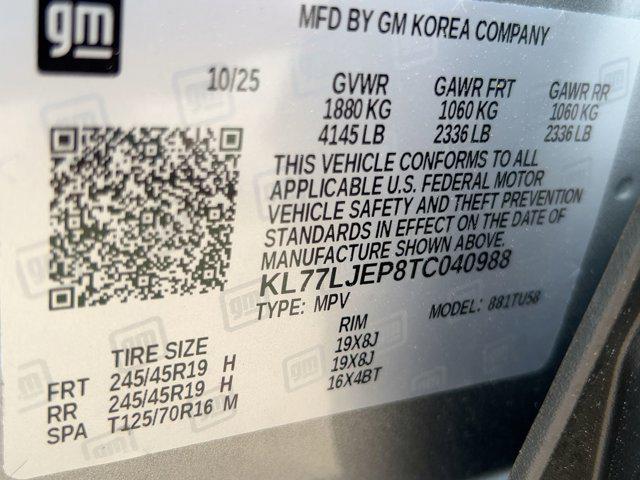 gm
MFD BY GM KOREA COMPANY
10/25 GVWR GAWR FRT GAWR RR
1880 KG 1060 KG 1060 KG
4145 LB 2336 LB 2336 LB
THIS VEHICLE CONFORMS TO ALL
APPLICABLE U.S. FEDERAL MOTOR
VEHICLE SAFETY AND THEFT PREVENTION
STANDARDS IN EFFECT ON THE DATE OF
MANUFACTURE SHOWN ABOVE.
KL77LJEP8TC040988
TYPE: MPV MODEL: 881TU58
TIRE SIZE RIM
FRT 245/45R19 H 19X8J
RR 245/45R19 H 19X8J
SPA T125/70R16 M 16X4BT